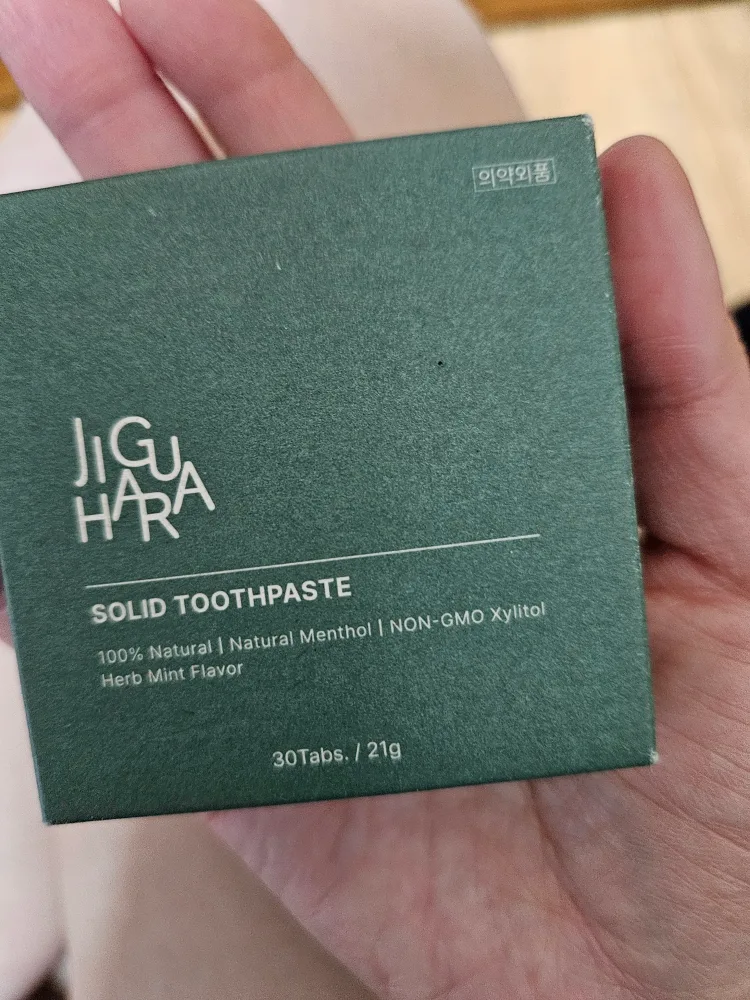 의약외품
JIGU
HARA
SOLID TOOTHPASTE
100% Natural | Natural Menthol | NON-GMO Xylitol
Herb Mint Flavor
30Tabs. / 21g